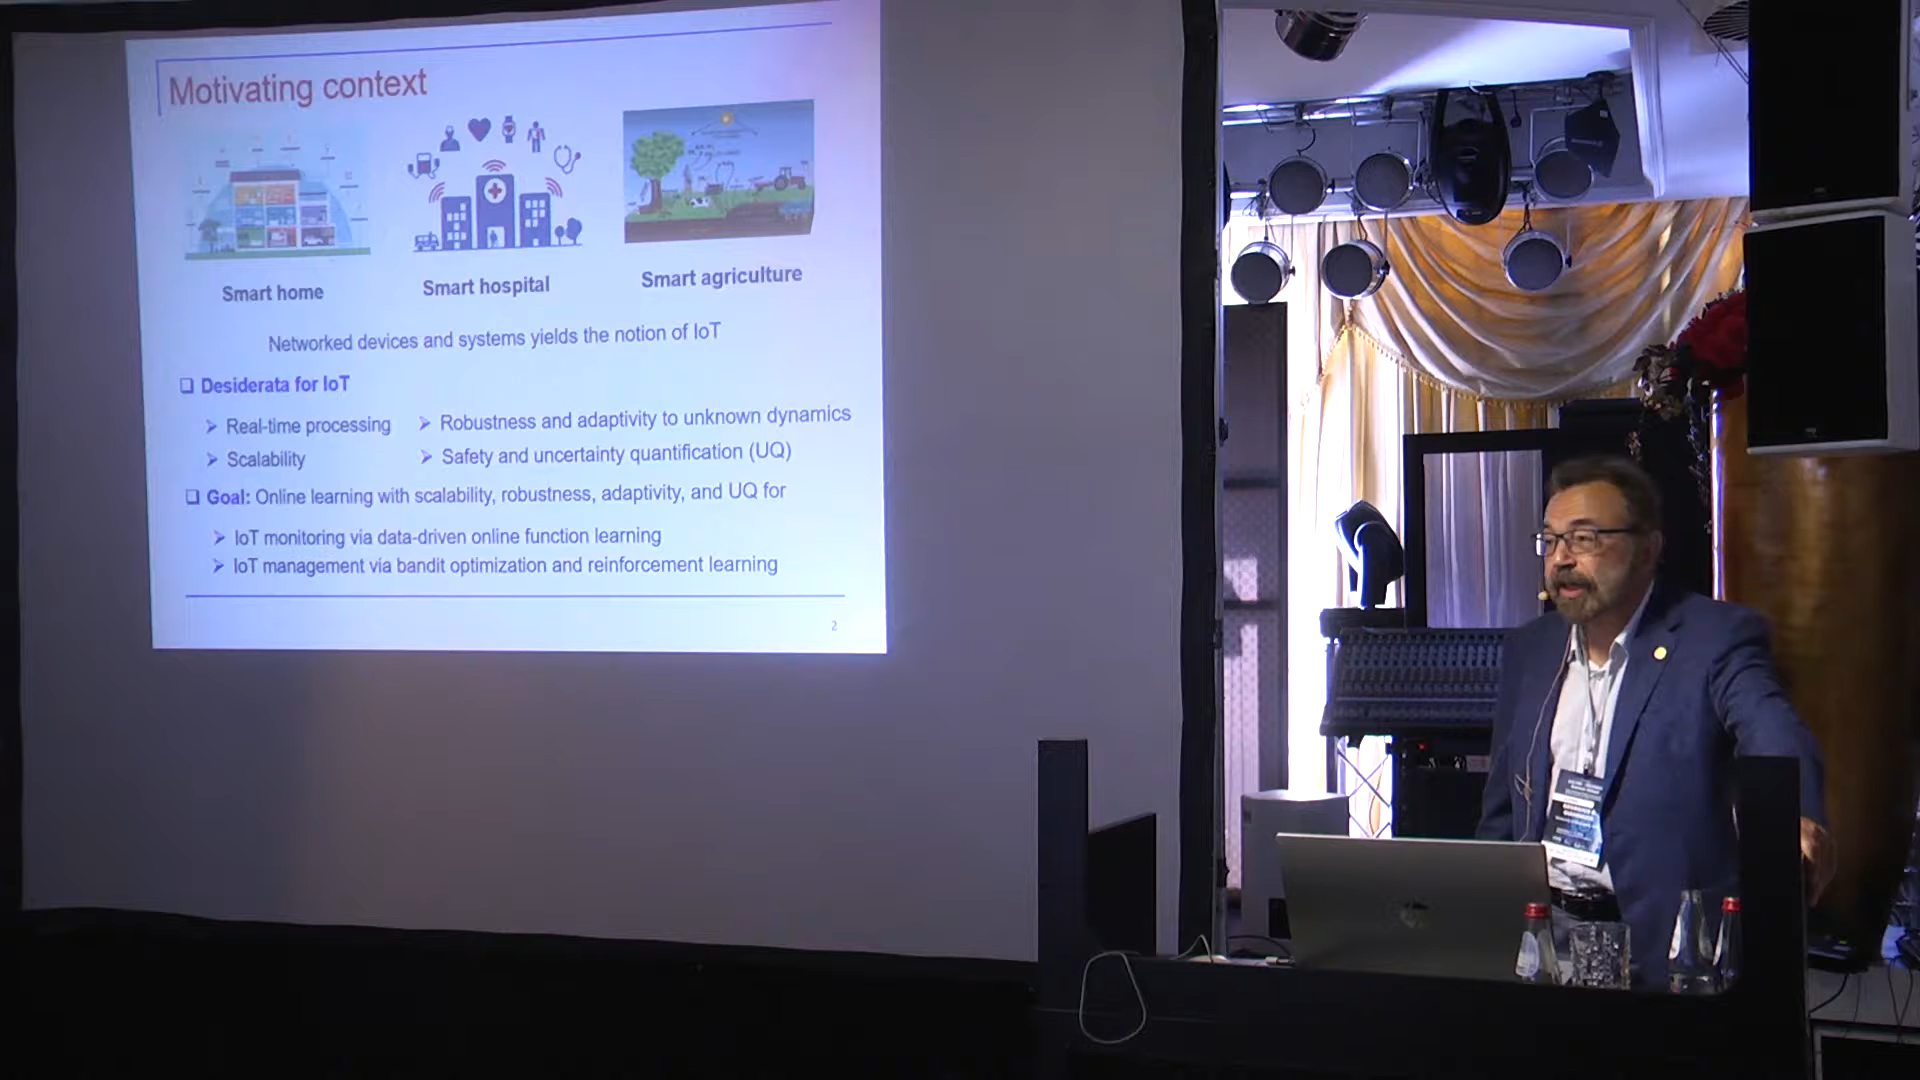 Motivating context
Smart home
Smart hospital
Smart agriculture
Networked devices and systems yields the notion of IoT
❑ Desiderata for IoT
➢ Real-time processing
➢ Robustness and adaptivity to unknown dynamics
➢ Scalability
➢ Safety and uncertainty quantification (UQ)
❑ Goal: Online learning with scalability, robustness, adaptivity, and UQ for
➢ IoT monitoring via data-driven online function learning
➢ IoT management via bandit optimization and reinforcement learning
2